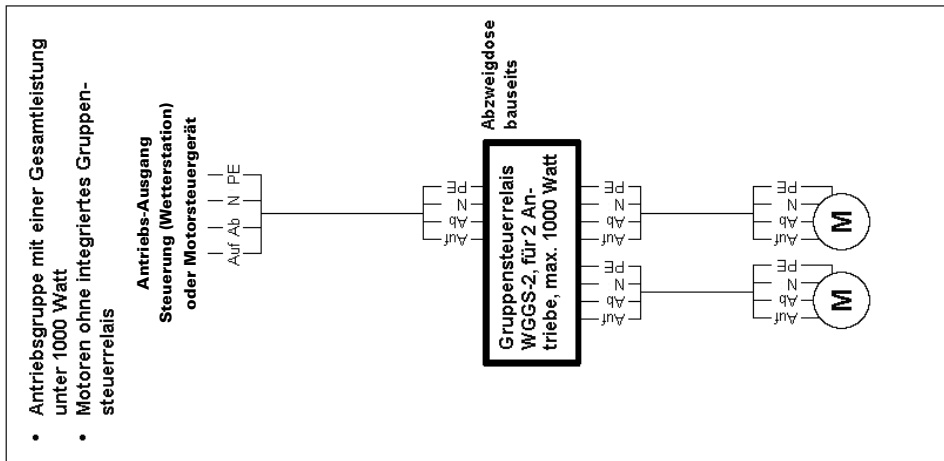 • Antriebsgruppe mit einer Gesamtleistung
unter 1000 Watt
• Motoren ohne integriertes Gruppen-
steuerrelais
Antriebs-Ausgang
Steuerung (Wetterstation)
oder Motorsteuergerät
Auf Ab N PE
Auf Ab N PE
Abzweigdose
bauseits
Gruppensteuerrelais
WGGS-2, für 2 An-
triebe, max. 1000 Watt
Auf Ab N PE
Auf Ab N PE
Auf Ab N PE
Auf Ab N PE
M
M